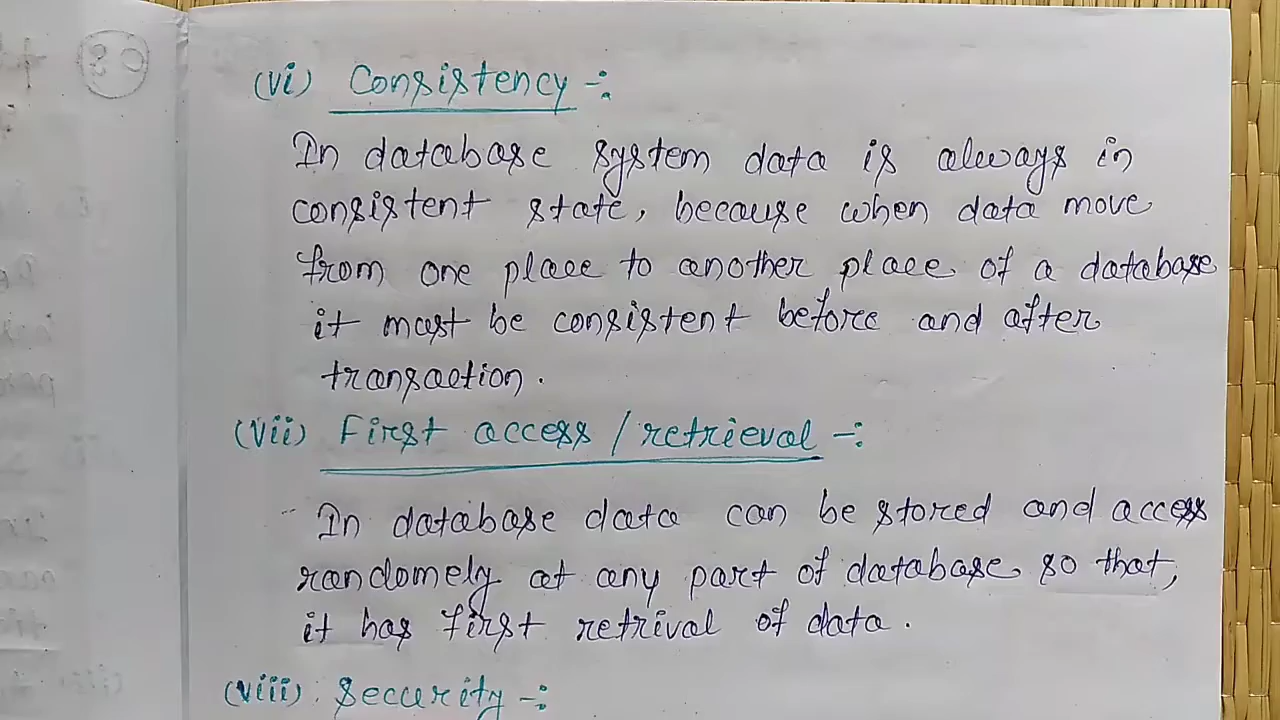 (vi) Consistency -:
In database system data is always in
consistent state, because when data move
from one place to another place of a database
it must be consistent before and after
transaction.
(vii) First access / retrieval -:
In database data can be stored and access
randomely at any part of database so that,
it has first retrival of data.
(viii) Security -: